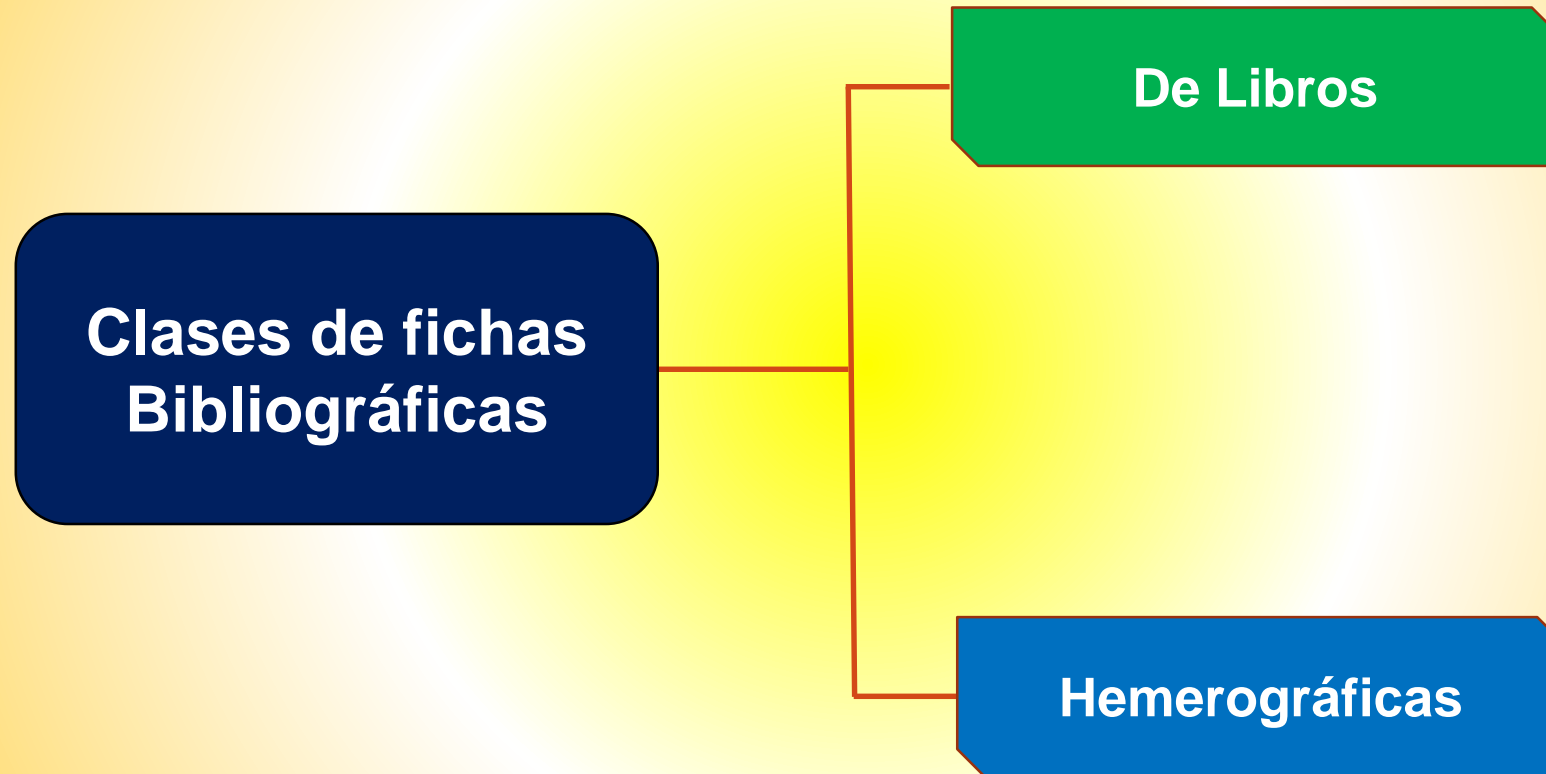 De Libros
Clases de fichas
Bibliográficas
Hemerográficas